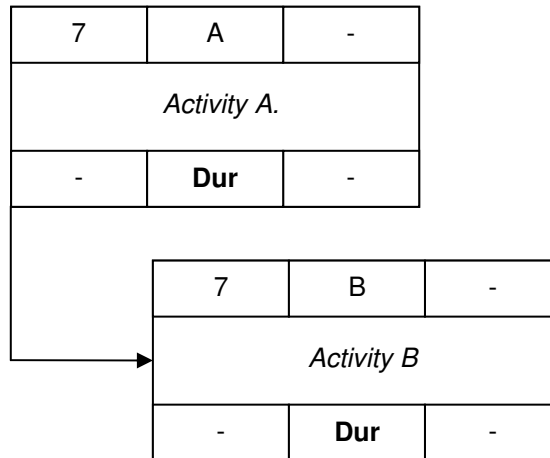 7 A -
Activity A.
- Dur -
7 B -
Activity B
- Dur -